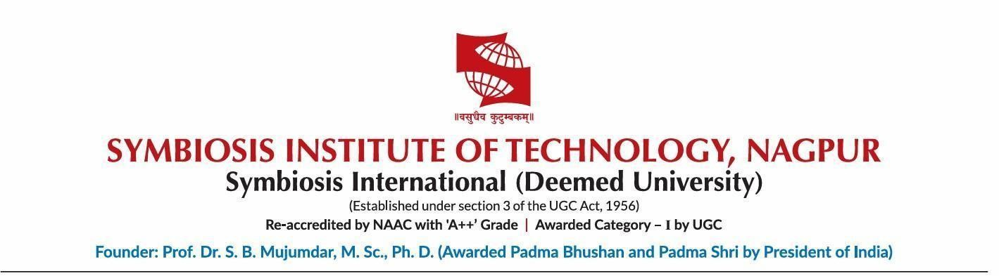 ॥वसुधैव कुटुम्बकम्॥
SYMBIOSIS INSTITUTE OF TECHNOLOGY, NAGPUR
Symbiosis International (Deemed University)
(Established under section 3 of the UGC Act, 1956)
Re-accredited by NAAC with 'A++’ Grade | Awarded Category – I by UGC
Founder: Prof. Dr. S. B. Mujumdar, M. Sc., Ph. D. (Awarded Padma Bhushan and Padma Shri by President of India)